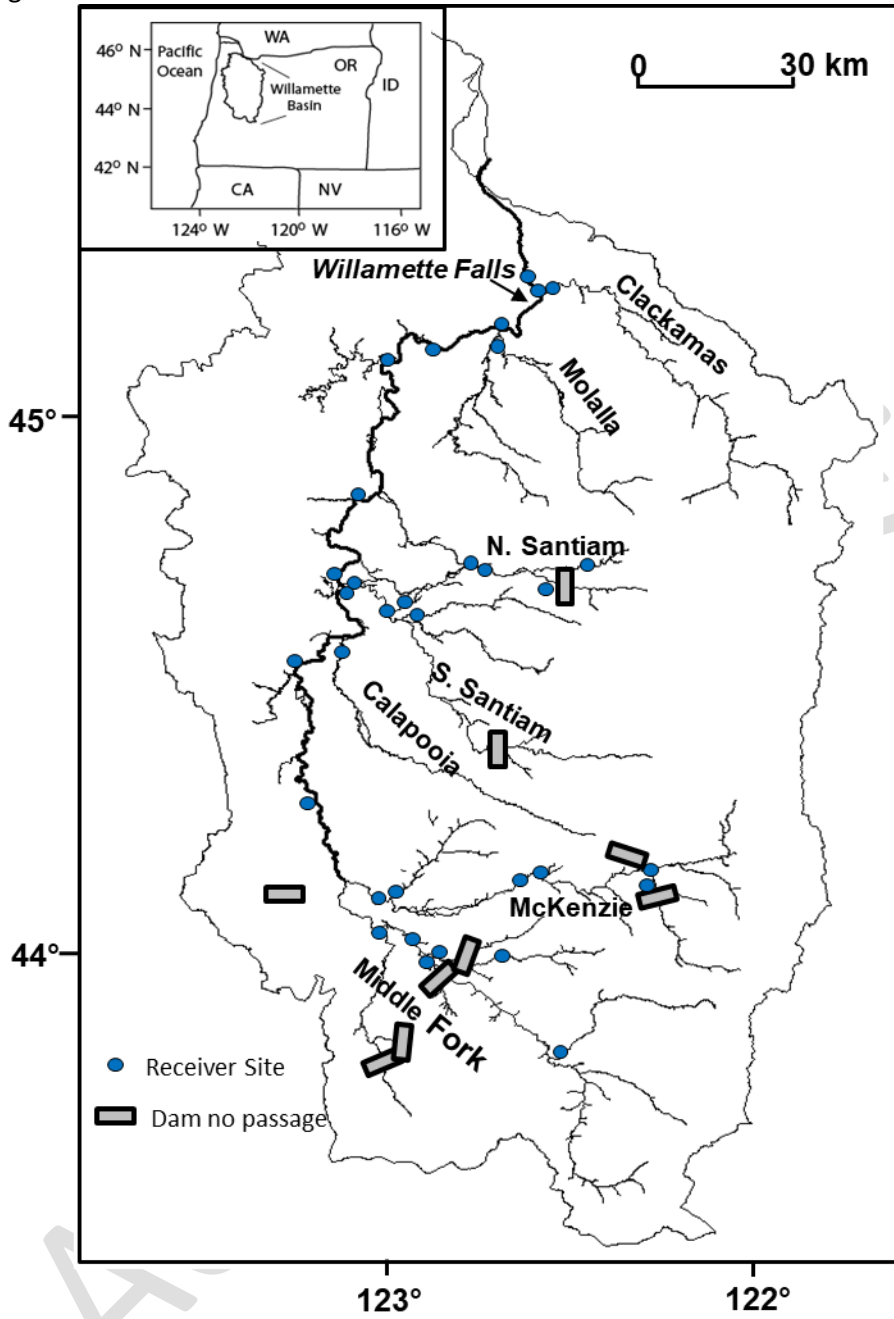 46° N
Pacific
Ocean
WA
OR
ID
Willamette
Basin
44° N
42° N
CA
NV
124° W
120° W
116° W
0
30 km
Willamette Falls
Clackamas
Molalla
45°
N. Santiam
S. Santiam
Calapooia
McKenzie
44°
Middle Fork
Receiver Site
Dam no passage
123°
122°